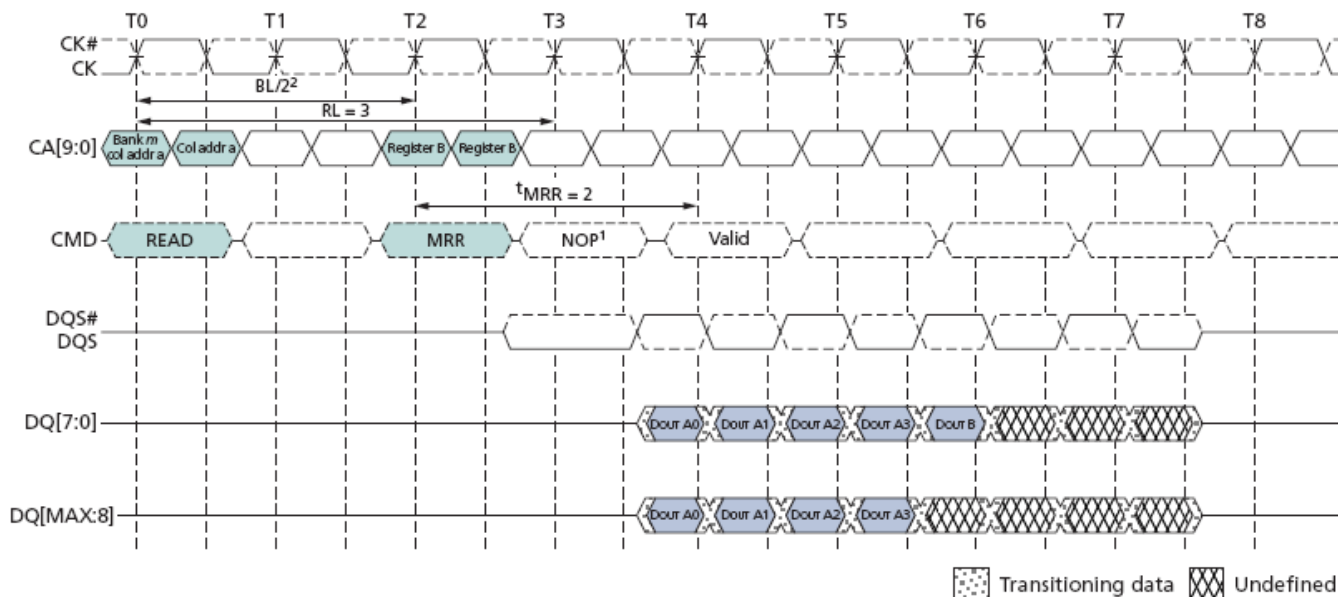 T0 T1 T2 T3 T4 T5 T6 T7 T8
CK#
CK
BL/2²
RL = 3
CA[9:0]
Bank m
col addr a
Col addr a
Register B
Register B
tMRR = 2
CMD
READ
MRR
NOP¹
Valid
DQS#
DQS
DQ[7:0]
DOUT A0 DOUT A1 DOUT A2 DOUT A3 DOUT B
DQ[MAX:8]
DOUT A0 DOUT A1 DOUT A2 DOUT A3
Transitioning data
Undefined